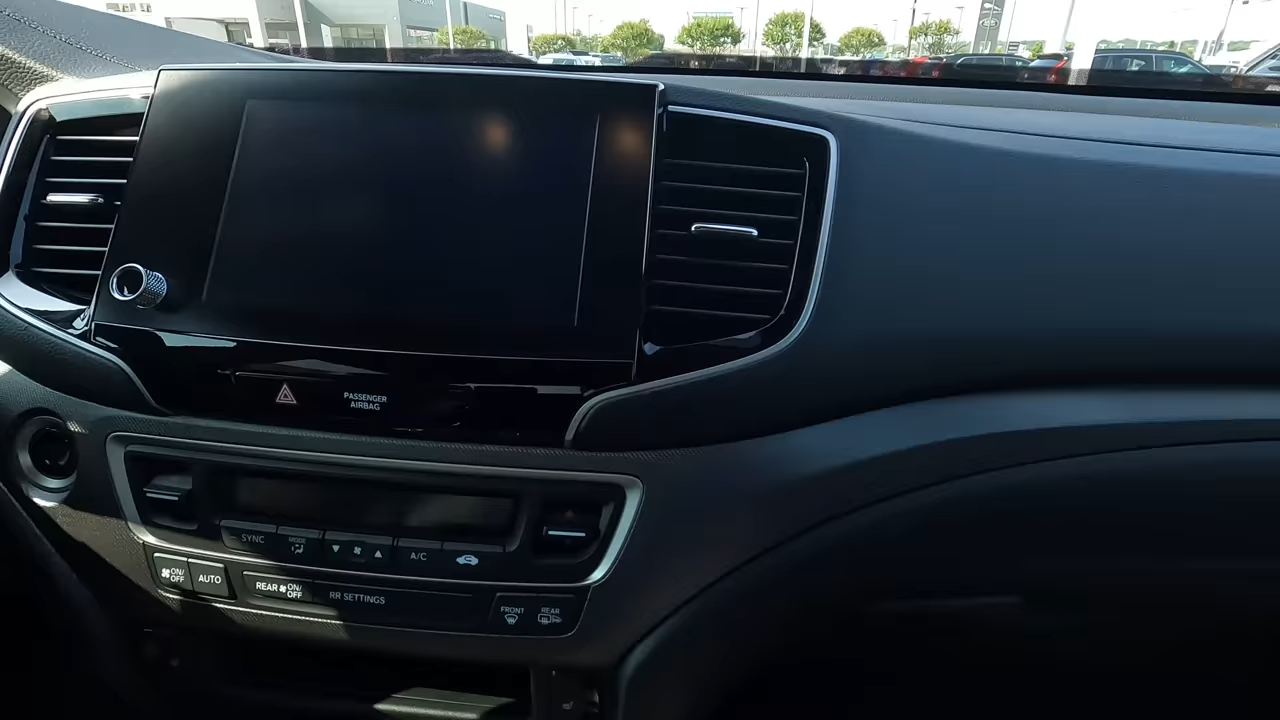 PASSENGER
AIRBAG
SYNC
MODE
A/C
ON/
OFF
AUTO
REAR ON/
OFF
RR SETTINGS
FRONT
REAR